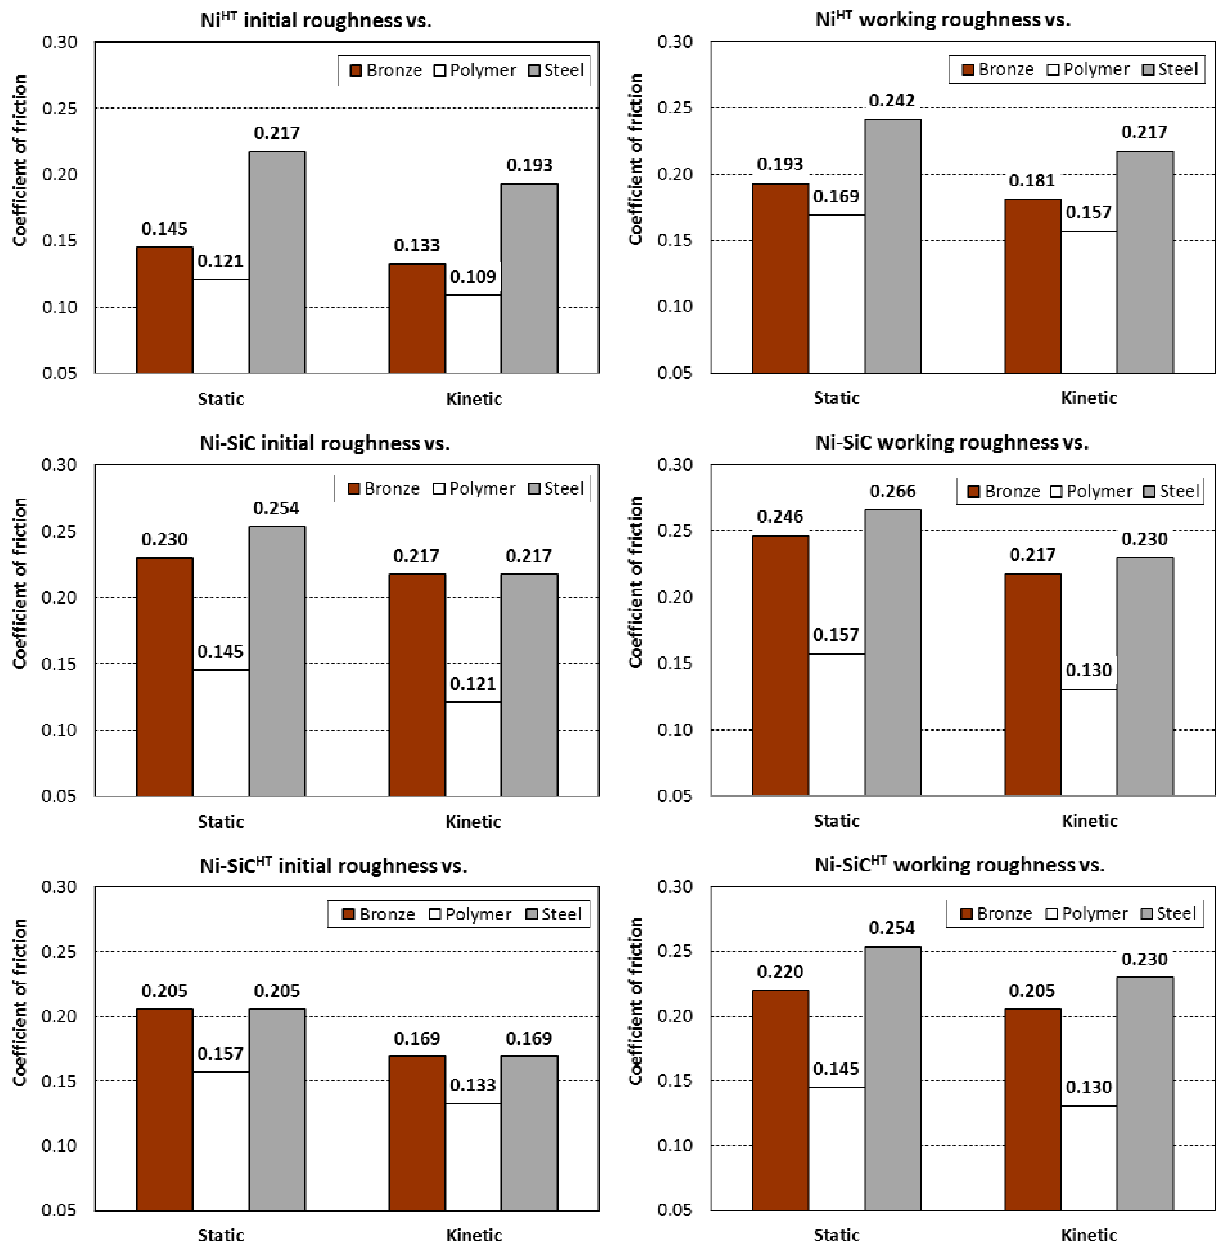 Ni^HT initial roughness vs.
Coefficient of friction
0.30
0.25
0.20
0.15
0.10
0.05
Bronze Polymer Steel
0.145 0.121 0.217
0.133 0.109 0.193
Static Kinetic
Ni^HT working roughness vs.
Coefficient of friction
0.30
0.25
0.20
0.15
0.10
0.05
Bronze Polymer Steel
0.193 0.169 0.242
0.181 0.157 0.217
Static Kinetic
Ni-SiC initial roughness vs.
Coefficient of friction
0.30
0.25
0.20
0.15
0.10
0.05
Bronze Polymer Steel
0.230 0.145 0.254
0.217 0.121 0.217
Static Kinetic
Ni-SiC working roughness vs.
Coefficient of friction
0.30
0.25
0.20
0.15
0.10
0.05
Bronze Polymer Steel
0.246 0.157 0.266
0.217 0.130 0.230
Static Kinetic
Ni-SiC^HT initial roughness vs.
Coefficient of friction
0.30
0.25
0.20
0.15
0.10
0.05
Bronze Polymer Steel
0.205 0.157 0.205
0.169 0.133 0.169
Static Kinetic
Ni-SiC^HT working roughness vs.
Coefficient of friction
0.30
0.25
0.20
0.15
0.10
0.05
Bronze Polymer Steel
0.220 0.145 0.254
0.205 0.130 0.230
Static Kinetic